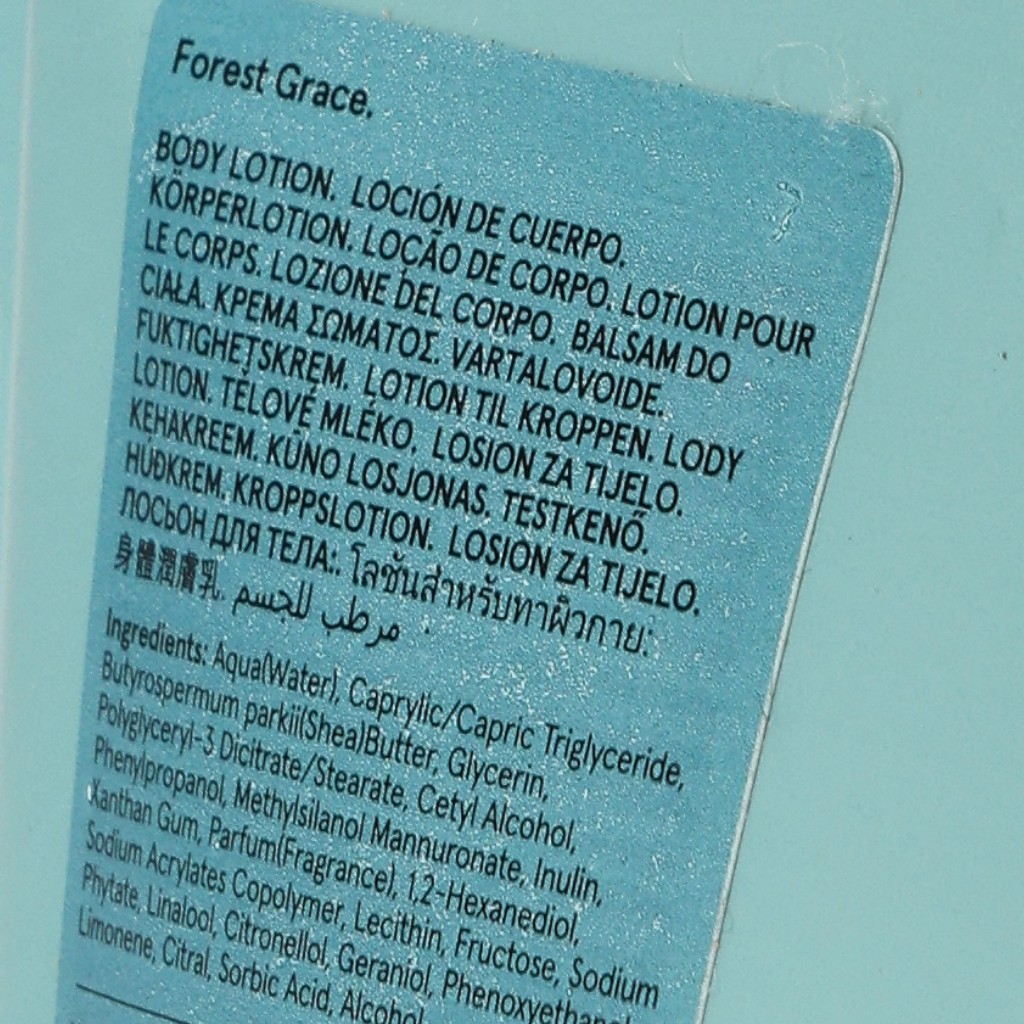 Forest Grace.
BODY LOTION. LOCIÓN DE CUERPO.
KÖRPERLOTION. LOÇÃO DE CORPO. LOTION POUR
LE CORPS. LOZIONE DEL CORPO. BALSAM DO
CIAŁA. ΚΡΕΜΑ ΣΩΜΑΤΟΣ. VARTALOVOIDE.
FUKTIGHETSKREM. LOTION TIL KROPPEN. LODY
LOTION. TĚLOVÉ MLÉKO. LOSION ZA TIJELO.
KEHAKREEM. KŪNO LOSJONAS. TESTKENŐ.
HÚÐKREM. KROPPSLOTION. LOSION ZA TIJELO.
ЛОСЬОН ДЛЯ ТЕЛА:. โลชั่นสำหรับทาผิวกาย:
身體潤膚乳. مرطب للجسم .
Ingredients: Aqua(Water), Caprylic/Capric Triglyceride,
Butyrospermum parkii(Shea)Butter, Glycerin,
Polyglyceryl-3 Dicitrate/Stearate, Cetyl Alcohol,
Phenylpropanol, Methylsilanol Mannuronate, Inulin,
Xanthan Gum, Parfum(Fragrance), 1,2-Hexanediol,
Sodium Acrylates Copolymer, Lecithin, Fructose, Sodium
Phytate, Linalool, Citronellol, Geraniol, Phenoxyethanol
Limonene, Citral, Sorbic Acid, Alcohol